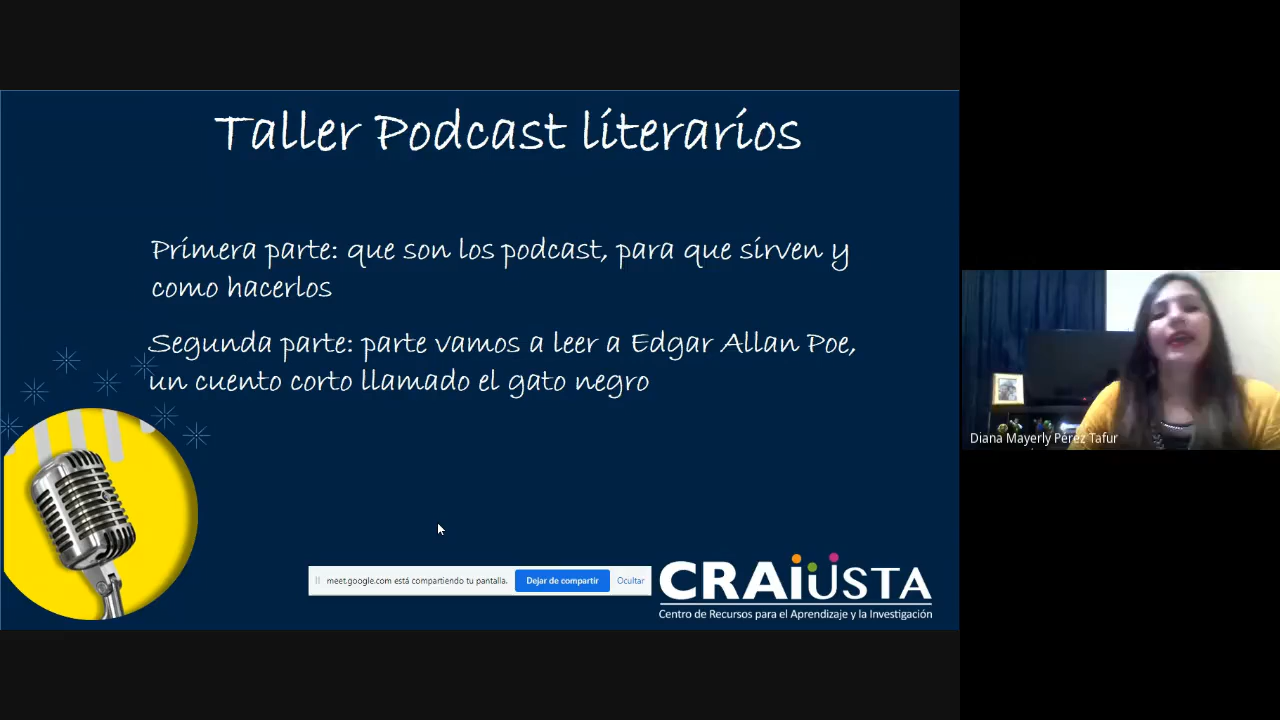 Taller Podcast literarios
Primera parte: que son los podcast, para que sirven y
como hacerlos
Segunda parte: parte vamos a leer a Edgar Allan Poe,
un cuento corto llamado el gato negro
meet.google.com está compartiendo tu pantalla.
Dejar de compartir
Ocultar
CRAIUSTA
Centro de Recursos para el Aprendizaje y la Investigación
Diana Mayerly Pérez Tafur